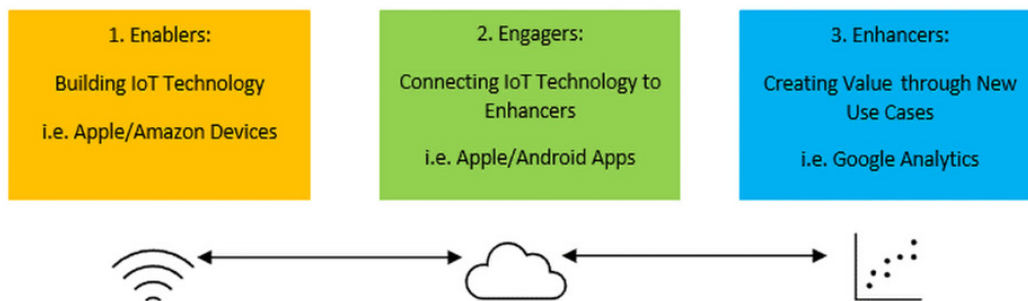 1. Enablers:
Building IoT Technology
i.e. Apple/Amazon Devices
2. Engagers:
Connecting IoT Technology to
Enhancers
i.e. Apple/Android Apps
3. Enhancers:
Creating Value through New
Use Cases
i.e. Google Analytics